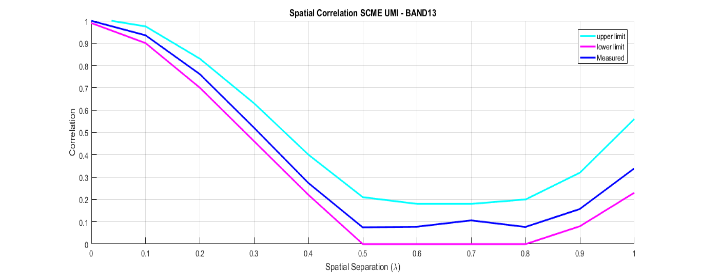 Spatial Correlation SCME UMI - BAND13
upper limit
lower limit
Measured
Correlation
1
0.9
0.8
0.7
0.6
0.5
0.4
0.3
0.2
0.1
0
0 0.1 0.2 0.3 0.4 0.5 0.6 0.7 0.8 0.9 1
Spatial Separation (λ)